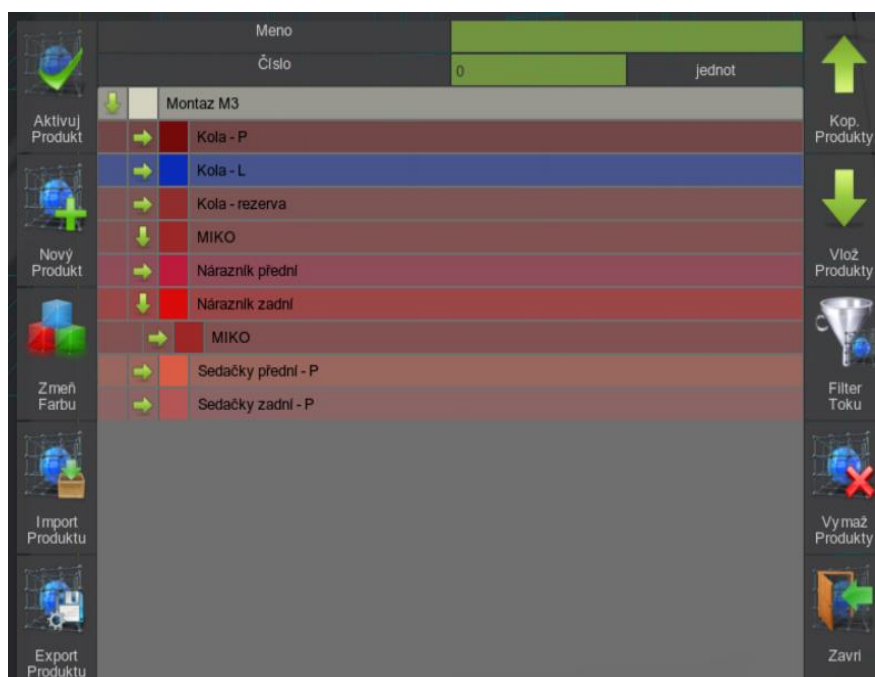 Meno
Číslo
0
jednot
Aktivuj
Produkt
Nový
Produkt
Zmeň
Farbu
Import
Produktu
Export
Produktu
Montaz M3
Kola - P
Kola - L
Kola - rezerva
MIKO
Nárazník přední
Nárazník zadní
MIKO
Sedačky přední - P
Sedačky zadní - P
Kop.
Produkty
Vlož
Produkty
Filter
Toku
Vymaž
Produkty
Zavri